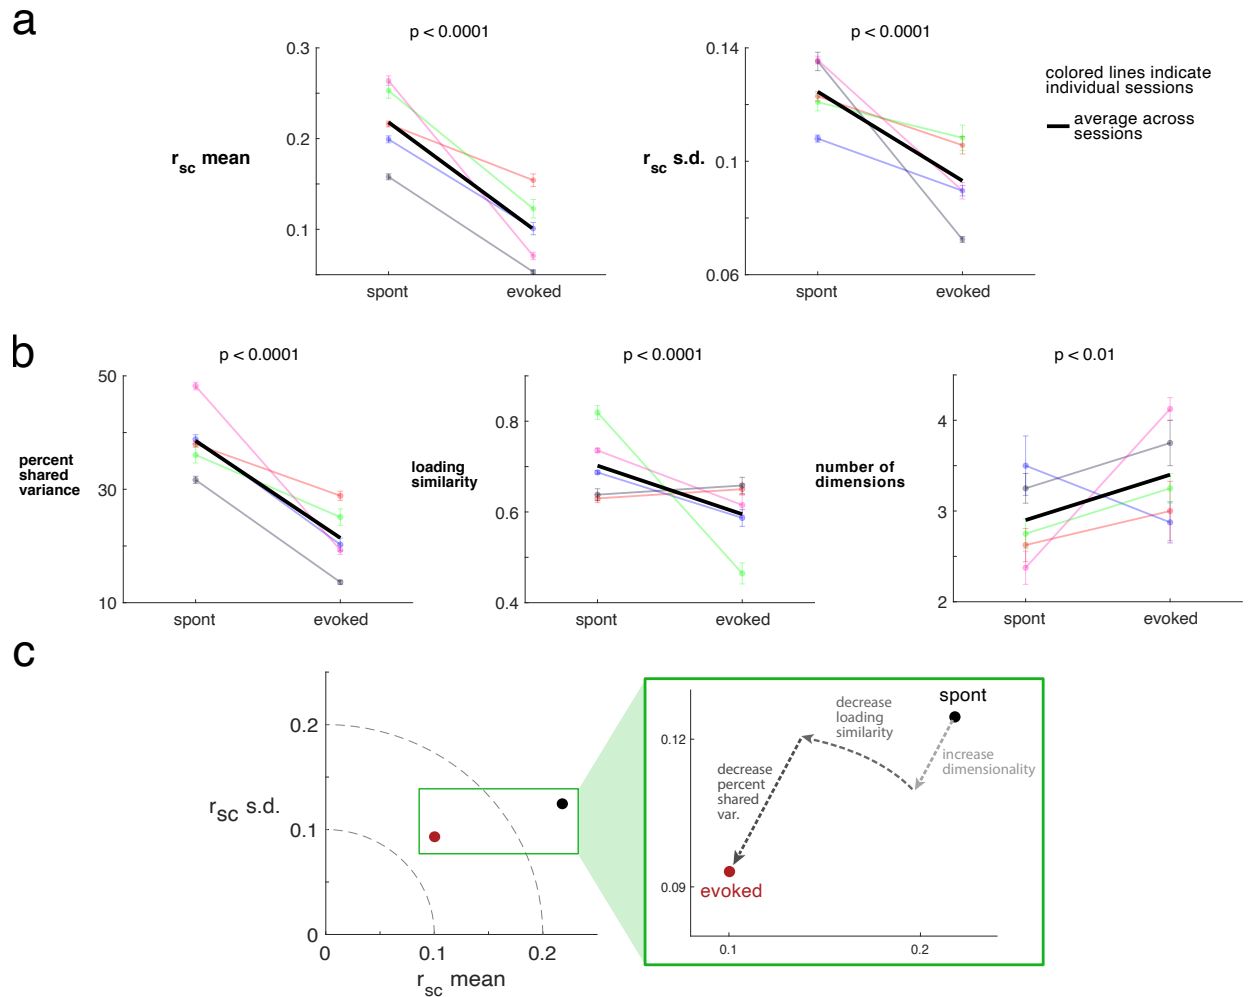 a
p < 0.0001
p < 0.0001
0.3
0.2
0.1
r_sc mean
spont
evoked
0.14
0.1
0.06
r_sc s.d.
spont
evoked
colored lines indicate
individual sessions
average across
sessions
b
p < 0.0001
p < 0.0001
p < 0.01
50
30
10
percent
shared
variance
spont
evoked
0.8
0.6
0.4
loading
similarity
spont
evoked
4
3
2
number of
dimensions
spont
evoked
c
0.2
0.1
0
r_sc s.d.
0
0.1
0.2
r_sc mean
spont
decrease
loading
similarity
increase
dimensionality
decrease
percent
shared
var.
evoked
0.12
0.09
0.1
0.2